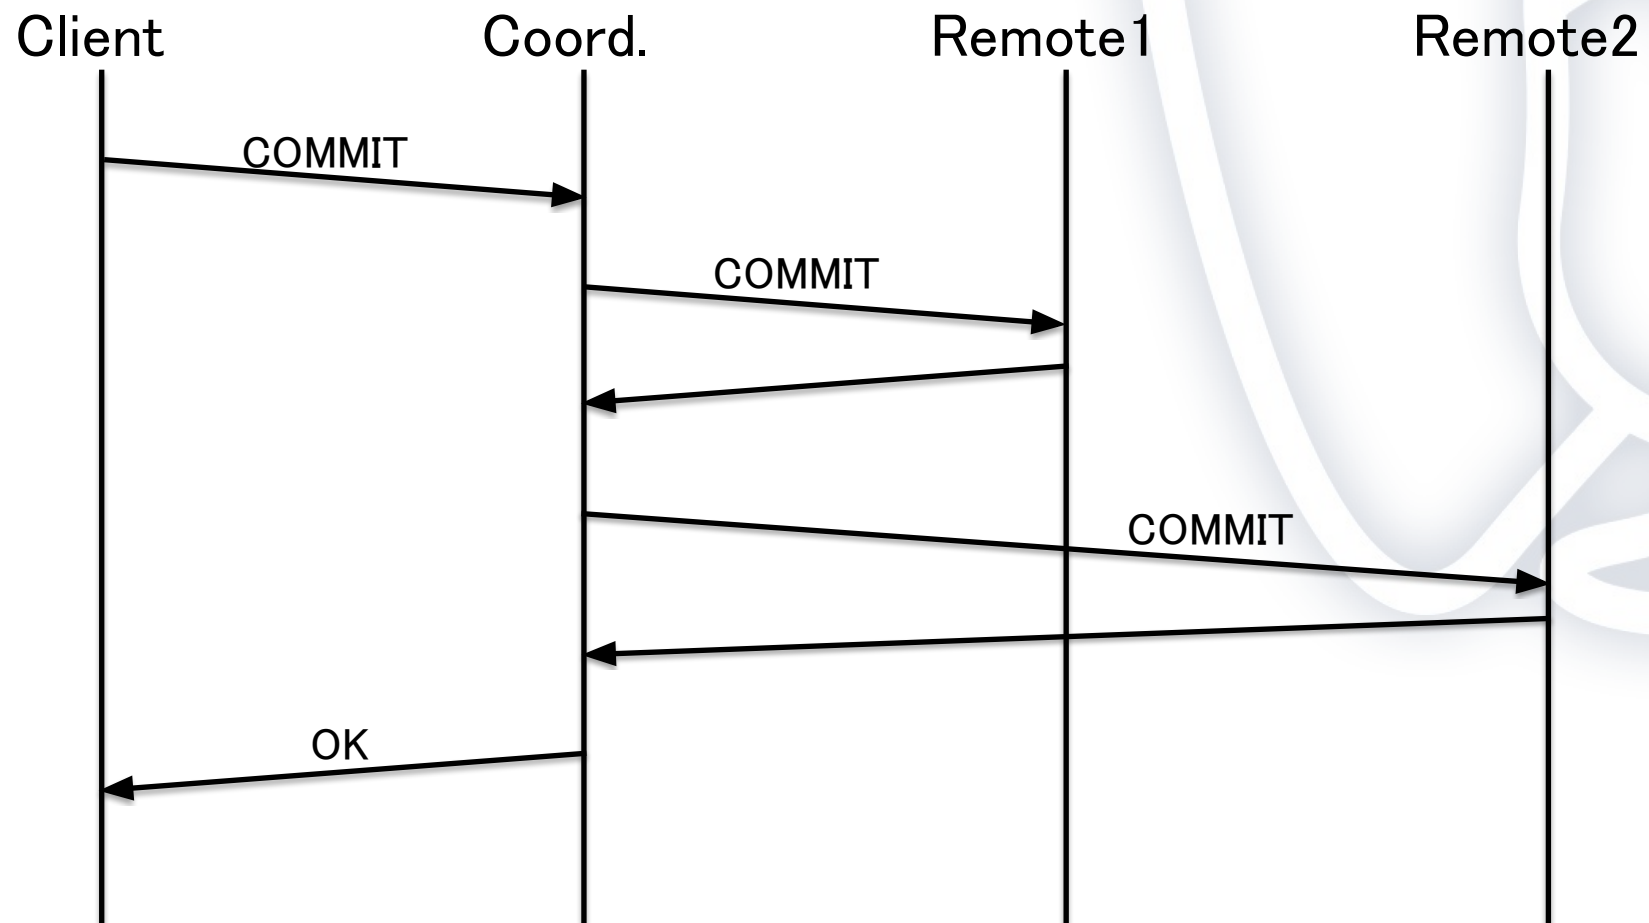 Client Coord. Remote1 Remote2
COMMIT
COMMIT
COMMIT
OK